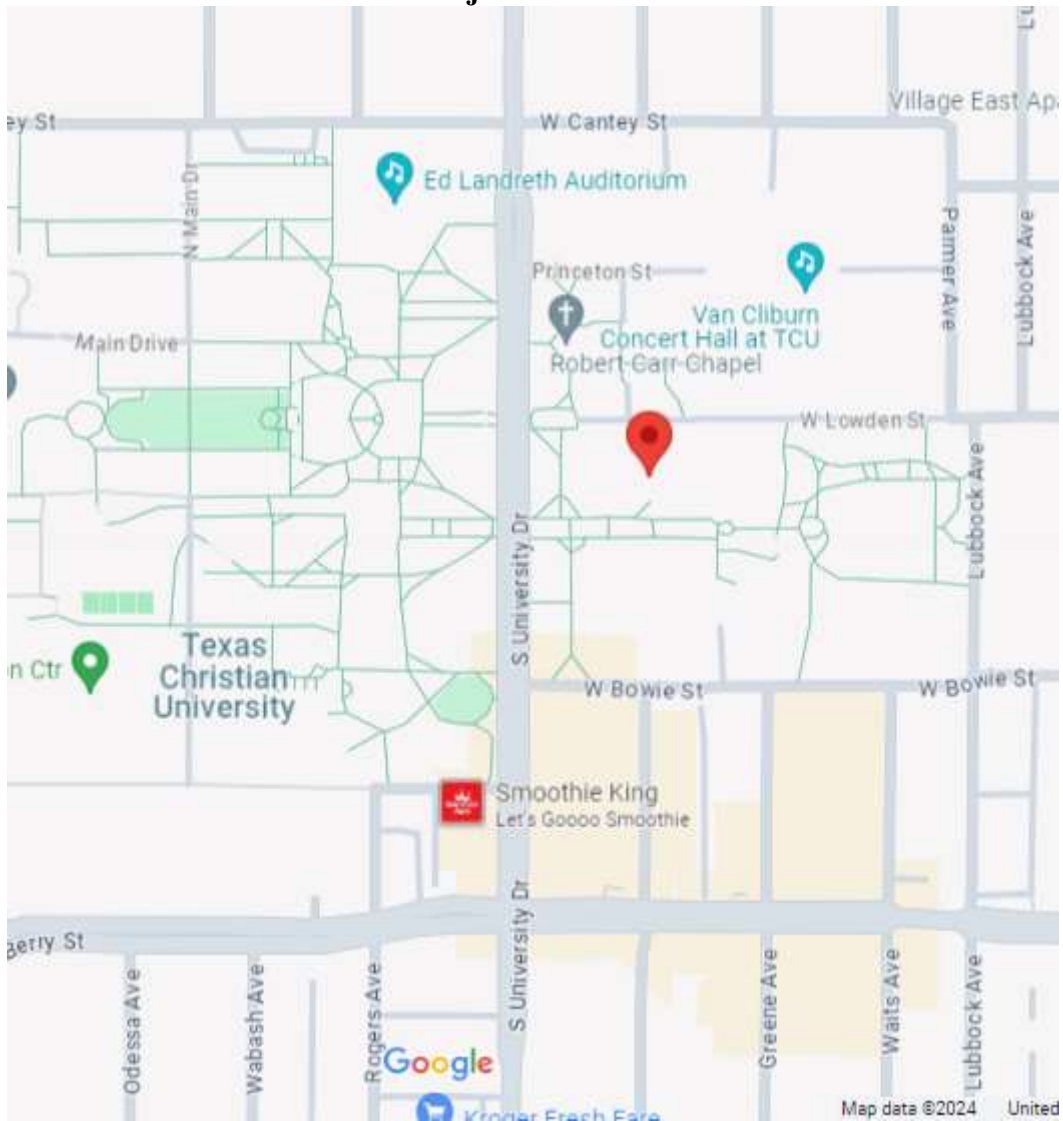 Village East Apa
ey St
W Cantey St
Ed Landreth Auditorium
N Main Dr
Parmer Ave
Lubbock Ave
Princeton St
Van Cliburn
Concert Hall at TCU
Main Drive
Robert Carr Chapel
W Lowden St
Lubbock Ave
S University Dr
n Ctr
Texas
Christian
University
W Bowie St
W Bowie St
Smoothie King
Let's Goooo Smoothie
Berry St
S University Dr
Odessa Ave
Wabash Ave
Rogers Ave
Greene Ave
Waits Ave
Lubbock Ave
Google
Kroger Fresh Fare
Map data ©2024
United